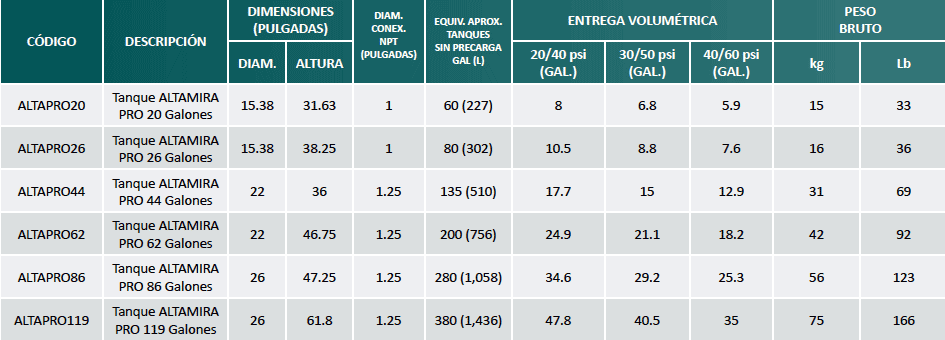 CÓDIGO DESCRIPCIÓN DIMENSIONES (PULGADAS) DIAM. CONEX. NPT (PULGADAS) EQUIV. APROX. TANQUES SIN PRECARGA GAL (L) ENTREGA VOLUMÉTRICA PESO BRUTO
DIAM. ALTURA 20/40 psi (GAL.) 30/50 psi (GAL.) 40/60 psi (GAL.) kg Lb
ALTAPRO20 Tanque ALTAMIRA PRO 20 Galones 15.38 31.63 1 60 (227) 8 6.8 5.9 15 33
ALTAPRO26 Tanque ALTAMIRA PRO 26 Galones 15.38 38.25 1 80 (302) 10.5 8.8 7.6 16 36
ALTAPRO44 Tanque ALTAMIRA PRO 44 Galones 22 36 1.25 135 (510) 17.7 15 12.9 31 69
ALTAPRO62 Tanque ALTAMIRA PRO 62 Galones 22 46.75 1.25 200 (756) 24.9 21.1 18.2 42 92
ALTAPRO86 Tanque ALTAMIRA PRO 86 Galones 26 47.25 1.25 280 (1,058) 34.6 29.2 25.3 56 123
ALTAPRO119 Tanque ALTAMIRA PRO 119 Galones 26 61.8 1.25 380 (1,436) 47.8 40.5 35 75 166